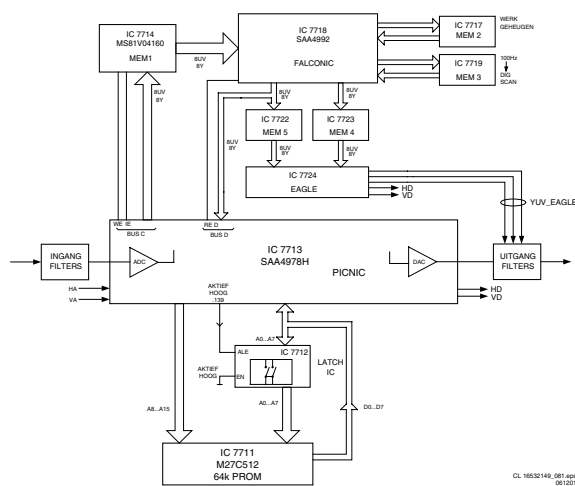 IC 7714
MS81V04160
MEM1
8UV
8Y
IC 7718
SAA4992
FALCONIC
IC 7717
MEM 2
WERK
GEHEUGEN
IC 7719
MEM 3
100Hz
DIG
SCAN
8UV
8Y
8UV
8Y
8UV
8Y
8UV
8Y
8UV
8Y
IC 7722
MEM 5
IC 7723
MEM 4
8UV
8Y
8UV
8Y
IC 7724
EAGLE
HD
VD
YUV_EAGLE
WE IE
BUS C
RE D
BUS D
INGANG
FILTERS
ADC
IC 7713
SAA4978H
PICNIC
DAC
UITGANG
FILTERS
HA
VA
AKTIEF
HOOG
.139
HD
VD
A0...A7
ALE
IC 7712
LATCH
IC
AKTIEF
HOOG
EN
A8...A15
A0...A7
D0...D7
IC 7711
M27C512
64k PROM
CL 16532149_081.eps